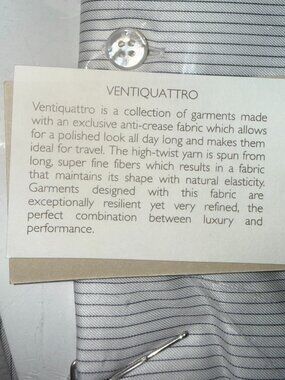 VENTIQUATTRO
Ventiquattro is a collection of garments made
with an exclusive anti-crease fabric which allows
for a polished look all day long and makes them
ideal for travel. The high-twist yarn is spun from
long, super fine fibers which results in a fabric
that maintains its shape with natural elasticity.
Garments designed with this fabric are
exceptionally resilient yet very refined, the
perfect combination between luxury and
performance.